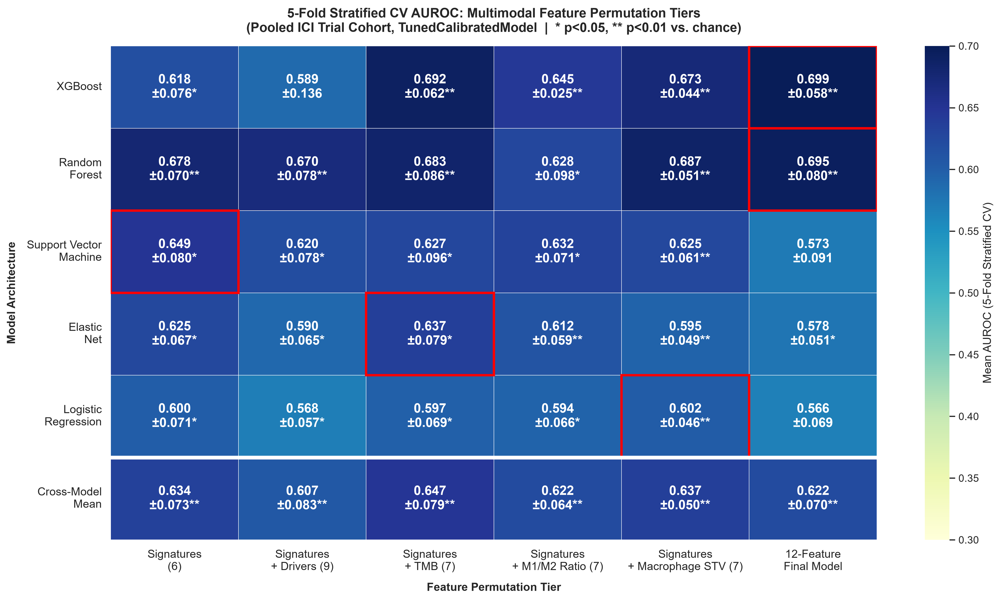 5-Fold Stratified CV AUROC: Multimodal Feature Permutation Tiers
(Pooled ICI Trial Cohort, TunedCalibratedModel | * p<0.05, ** p<0.01 vs. chance)
Model Architecture
XGBoost
0.618 0.589 0.692 0.645 0.673 0.699
±0.076* ±0.136 ±0.062** ±0.025** ±0.044** ±0.058**
Random
Forest
0.678 0.670 0.683 0.628 0.687 0.695
±0.070** ±0.078** ±0.086** ±0.098* ±0.051** ±0.080**
Support Vector
Machine
0.649 0.620 0.627 0.632 0.625 0.573
±0.080* ±0.078* ±0.096* ±0.071* ±0.061** ±0.091
Elastic
Net
0.625 0.590 0.637 0.612 0.595 0.578
±0.067* ±0.065* ±0.079* ±0.059** ±0.049** ±0.051*
Logistic
Regression
0.600 0.568 0.597 0.594 0.602 0.566
±0.071* ±0.057* ±0.069* ±0.066* ±0.046** ±0.069
Cross-Model
Mean
0.634 0.607 0.647 0.622 0.637 0.622
±0.073** ±0.083** ±0.079** ±0.064** ±0.050** ±0.070**
Signatures
(6)
Signatures
+ Drivers (9)
Signatures
+ TMB (7)
Signatures
+ M1/M2 Ratio (7)
Signatures
+ Macrophage STV (7)
12-Feature
Final Model
Feature Permutation Tier
0.70
0.65
0.60
0.55
0.50
0.45
0.40
0.35
0.30
Mean AUROC (5-Fold Stratified CV)